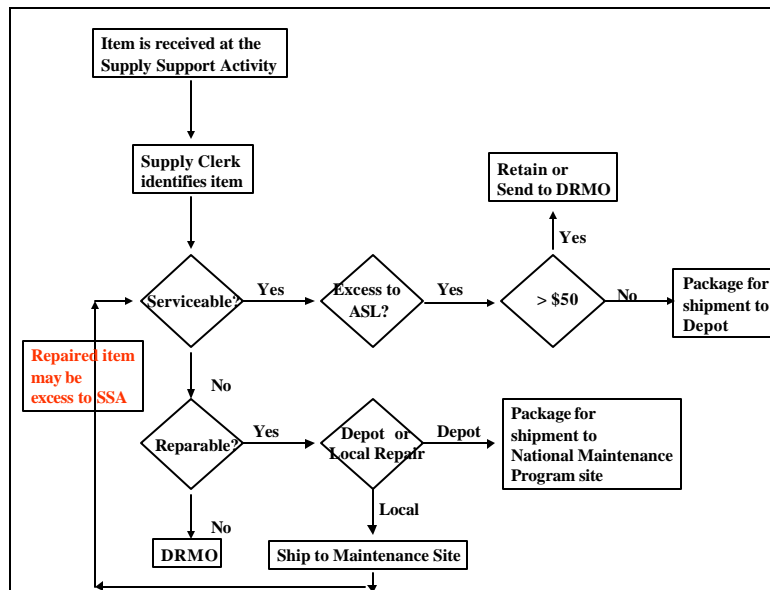 Item is received at the
Supply Support Activity
Supply Clerk
identifies item
Retain or
Send to DRMO
Yes
Serviceable?
Yes
Excess to
ASL?
Yes
> $50
No
Package for
shipment to
Depot
Repaired item
may be
excess to SSA
No
Reparable?
Yes
Depot or
Local Repair
Depot
Package for
shipment to
National Maintenance
Program site
Local
No
DRMO
Ship to Maintenance Site